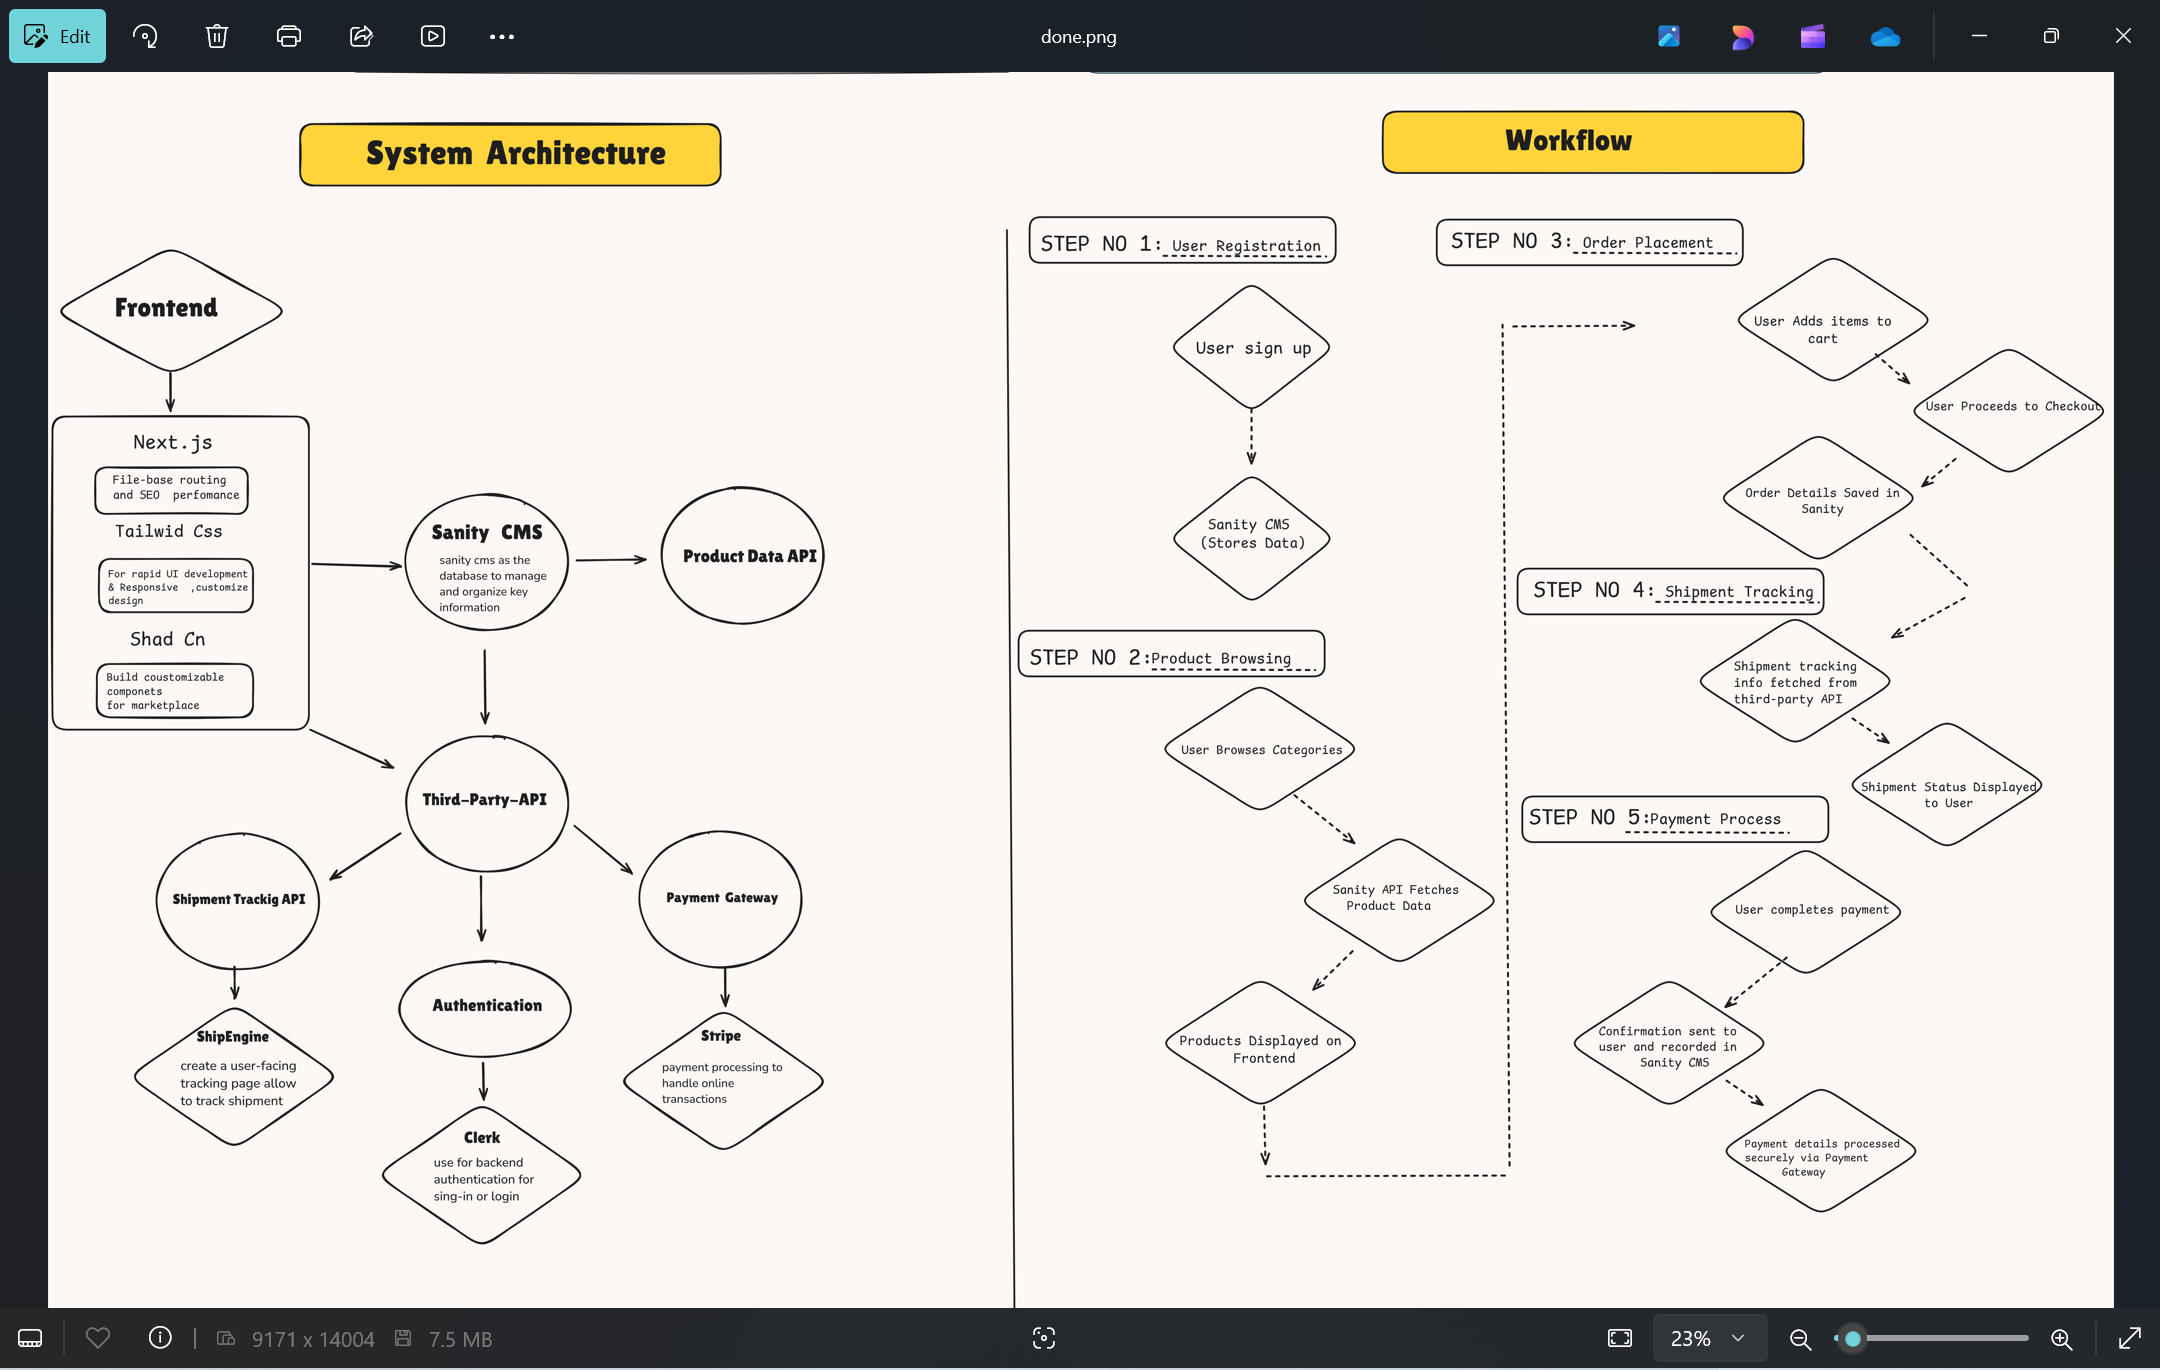 Edit
done.png
System Architecture
Frontend
Next.js
File-base routing
and SEO perfomance
Tailwid Css
For rapid UI development
& Responsive ,customize
design
Shad Cn
Build coustomizable
componets
for marketplace
Sanity CMS
sanity cms as the
database to manage
and organize key
information
Product Data API
Third-Party-API
Shipment Trackig API
Payment Gateway
Authentication
ShipEngine
create a user-facing
tracking page allow
to track shipment
Stripe
payment processing to
handle online
transactions
Clerk
use for backend
authentication for
sing-in or login
Workflow
STEP NO 1: User Registration
User sign up
Sanity CMS
(Stores Data)
STEP NO 2:Product Browsing
User Browses Categories
Sanity API Fetches
Product Data
Products Displayed on
Frontend
STEP NO 3: Order Placement
User Adds items to
cart
User Proceeds to Checkout
Order Details Saved in
Sanity
STEP NO 4: Shipment Tracking
Shipment tracking
info fetched from
third-party API
Shipment Status Displayed
to User
STEP NO 5:Payment Process
User completes payment
Confirmation sent to
user and recorded in
Sanity CMS
Payment details processed
securely via Payment
Gateway
9171 x 14004
7.5 MB
23%